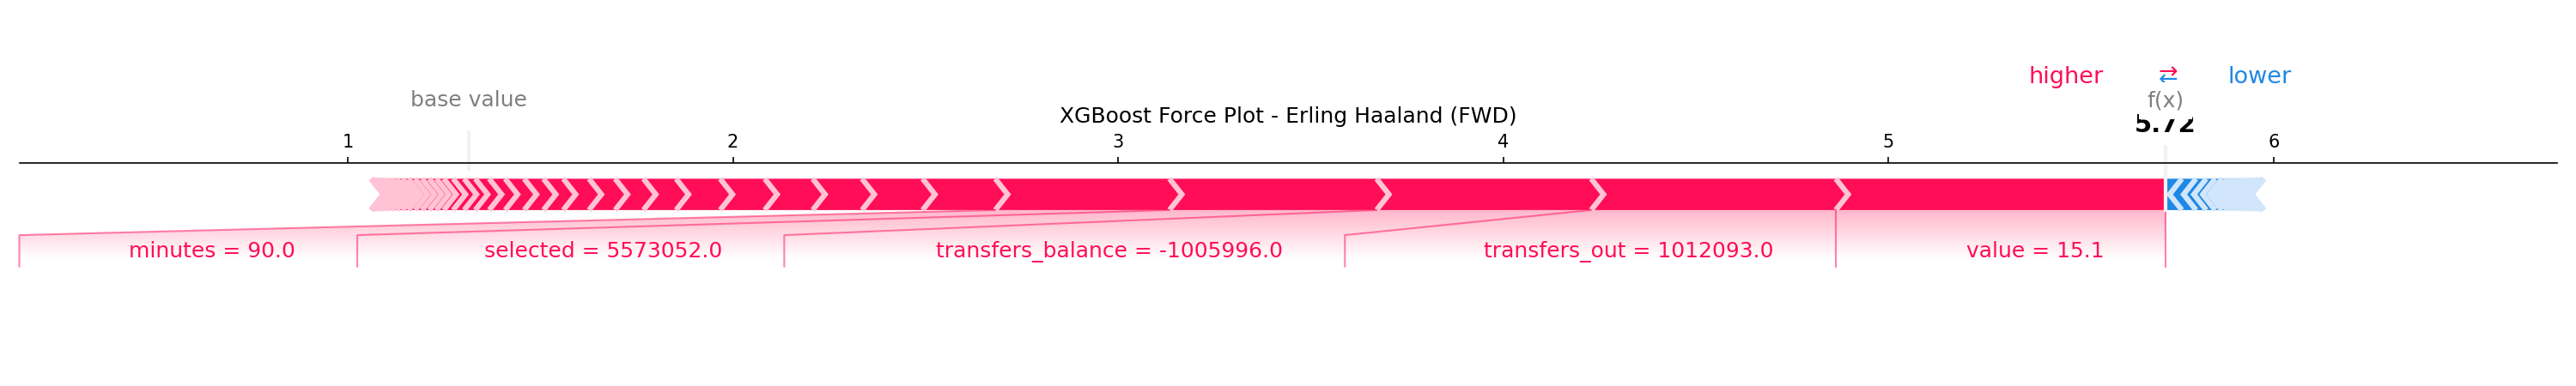 higher ⇄ lower
base value
f(x)
XGBoost Force Plot - Erling Haaland (FWD)
5.72
1 2 3 4 5 6
minutes = 90.0
selected = 5573052.0
transfers_balance = -1005996.0
transfers_out = 1012093.0
value = 15.1